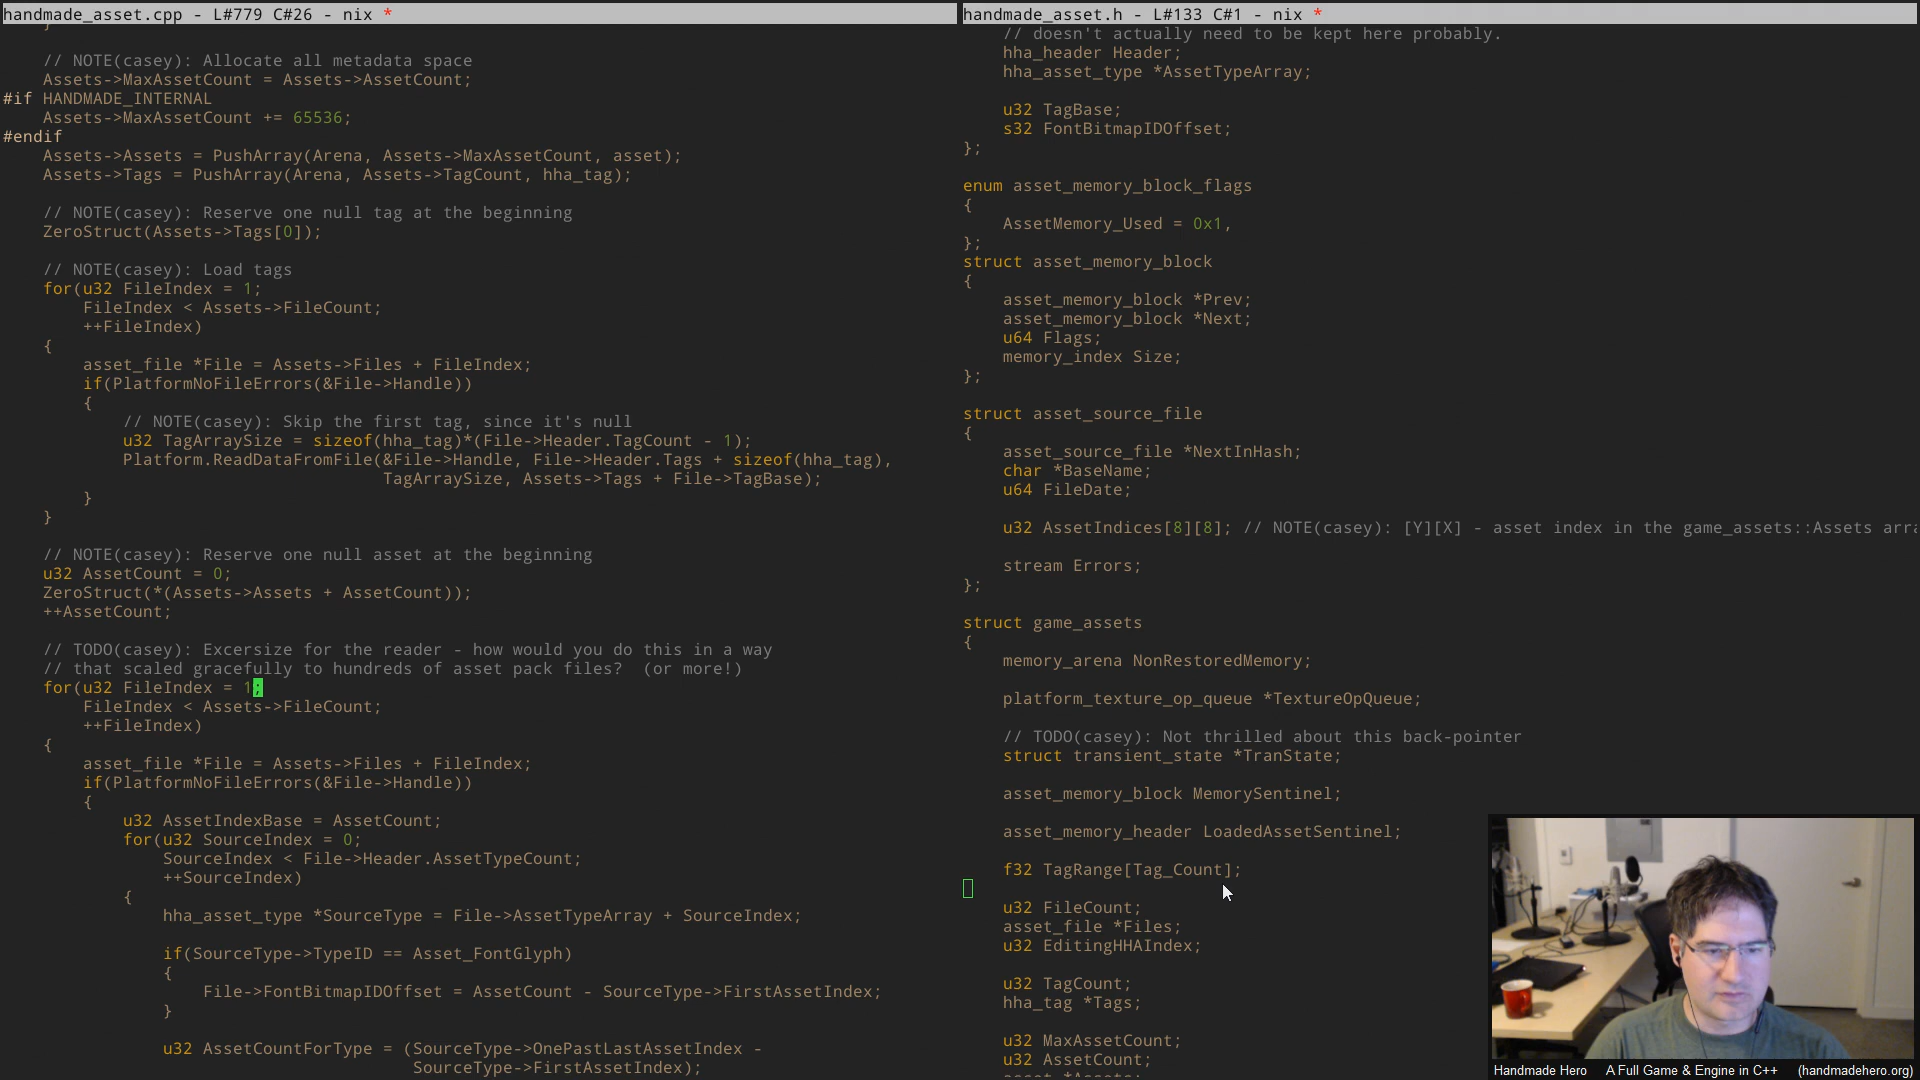 handmade_asset.cpp - L#779 C#26 - nix *
}
// NOTE(casey): Allocate all metadata space
Assets->MaxAssetCount = Assets->AssetCount;
#if HANDMADE_INTERNAL
Assets->MaxAssetCount += 65536;
#endif
Assets->Assets = PushArray(Arena, Assets->MaxAssetCount, asset);
Assets->Tags = PushArray(Arena, Assets->TagCount, hha_tag);
// NOTE(casey): Reserve one null tag at the beginning
ZeroStruct(Assets->Tags[0]);
// NOTE(casey): Load tags
for(u32 FileIndex = 1;
FileIndex < Assets->FileCount;
++FileIndex)
{
asset_file *File = Assets->Files + FileIndex;
if(PlatformNoFileErrors(&File->Handle))
{
// NOTE(casey): Skip the first tag, since it's null
u32 TagArraySize = sizeof(hha_tag)*(File->Header.TagCount - 1);
Platform.ReadDataFromFile(&File->Handle, File->Header.Tags + sizeof(hha_tag),
TagArraySize, Assets->Tags + File->TagBase);
}
}
// NOTE(casey): Reserve one null asset at the beginning
u32 AssetCount = 0;
ZeroStruct(*(Assets->Assets + AssetCount));
++AssetCount;
// TODO(casey): Excersize for the reader - how would you do this in a way
// that scaled gracefully to hundreds of asset pack files?  (or more!)
for(u32 FileIndex = 1;
FileIndex < Assets->FileCount;
++FileIndex)
{
asset_file *File = Assets->Files + FileIndex;
if(PlatformNoFileErrors(&File->Handle))
{
u32 AssetIndexBase = AssetCount;
for(u32 SourceIndex = 0;
SourceIndex < File->Header.AssetTypeCount;
++SourceIndex)
{
hha_asset_type *SourceType = File->AssetTypeArray + SourceIndex;
if(SourceType->TypeID == Asset_FontGlyph)
{
File->FontBitmapIDOffset = AssetCount - SourceType->FirstAssetIndex;
}
u32 AssetCountForType = (SourceType->OnePastLastAssetIndex -
SourceType->FirstAssetIndex);
handmade_asset.h - L#133 C#1 - nix *
// doesn't actually need to be kept here probably.
hha_header Header;
hha_asset_type *AssetTypeArray;
u32 TagBase;
s32 FontBitmapIDOffset;
};
enum asset_memory_block_flags
{
AssetMemory_Used = 0x1,
};
struct asset_memory_block
{
asset_memory_block *Prev;
asset_memory_block *Next;
u64 Flags;
memory_index Size;
};
struct asset_source_file
{
asset_source_file *NextInHash;
char *BaseName;
u64 FileDate;
u32 AssetIndices[8][8]; // NOTE(casey): [Y][X] - asset index in the game_assets::Assets arra
stream Errors;
};
struct game_assets
{
memory_arena NonRestoredMemory;
platform_texture_op_queue *TextureOpQueue;
// TODO(casey): Not thrilled about this back-pointer
struct transient_state *TranState;
asset_memory_block MemorySentinel;
asset_memory_header LoadedAssetSentinel;
f32 TagRange[Tag_Count];
u32 FileCount;
asset_file *Files;
u32 EditingHHAIndex;
u32 TagCount;
hha_tag *Tags;
u32 MaxAssetCount;
u32 AssetCount;
asset *Assets;
Handmade Hero   A Full Game & Engine in C++   (handmadehero.org)